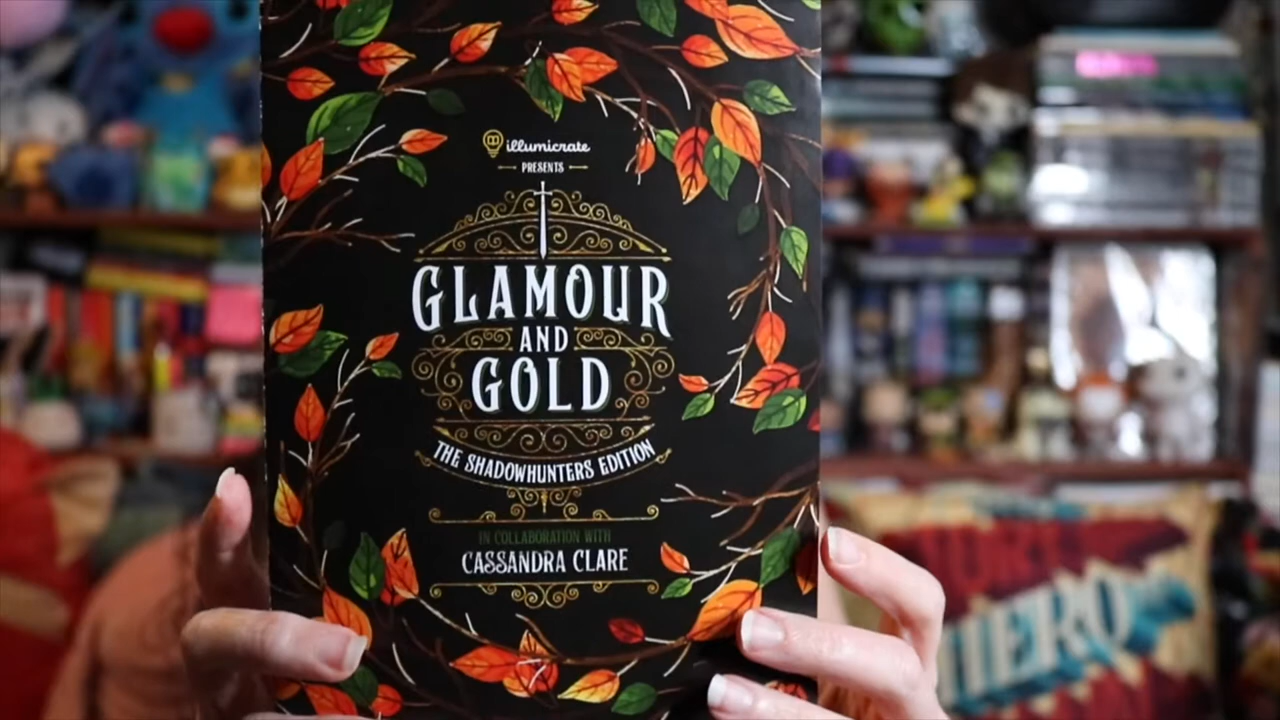 illumicrate
PRESENTS
GLAMOUR
AND
GOLD
THE SHADOWHUNTERS EDITION
IN COLLABORATION WITH
CASSANDRA CLARE
HERO